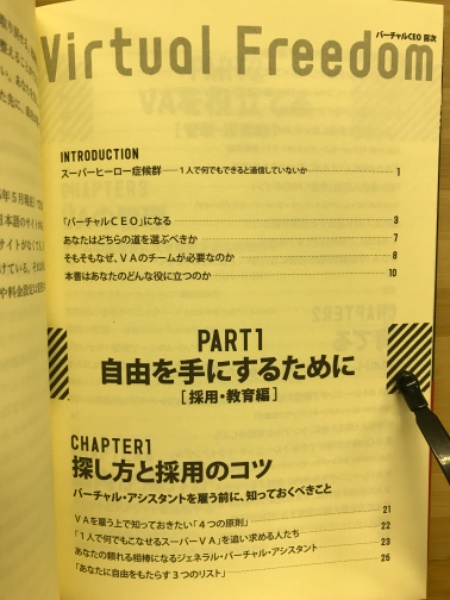 バーチャルCEO 目次
Virtual Freedom
INTRODUCTION
スーパーヒーロー症候群——1人で何でもできると過信していないか 1
「バーチャルCEO」になる 3
あなたはどちらの道を選ぶべきか 7
そもそもなぜ、VAのチームが必要なのか 8
本書はあなたのどんな役に立つのか 10
PART1
自由を手にするために
[採用・教育編]
CHAPTER1
探し方と採用のコツ
バーチャル・アシスタントを雇う前に、知っておくべきこと
VAを雇う上で知っておきたい「4つの原則」 21
「1人で何でもこなせるスーパーVA」を追い求める人たち 22
あなたの頼れる相棒になるジェネラル・バーチャル・アシスタント 23
「あなたに自由をもたらす3つのリスト」 26